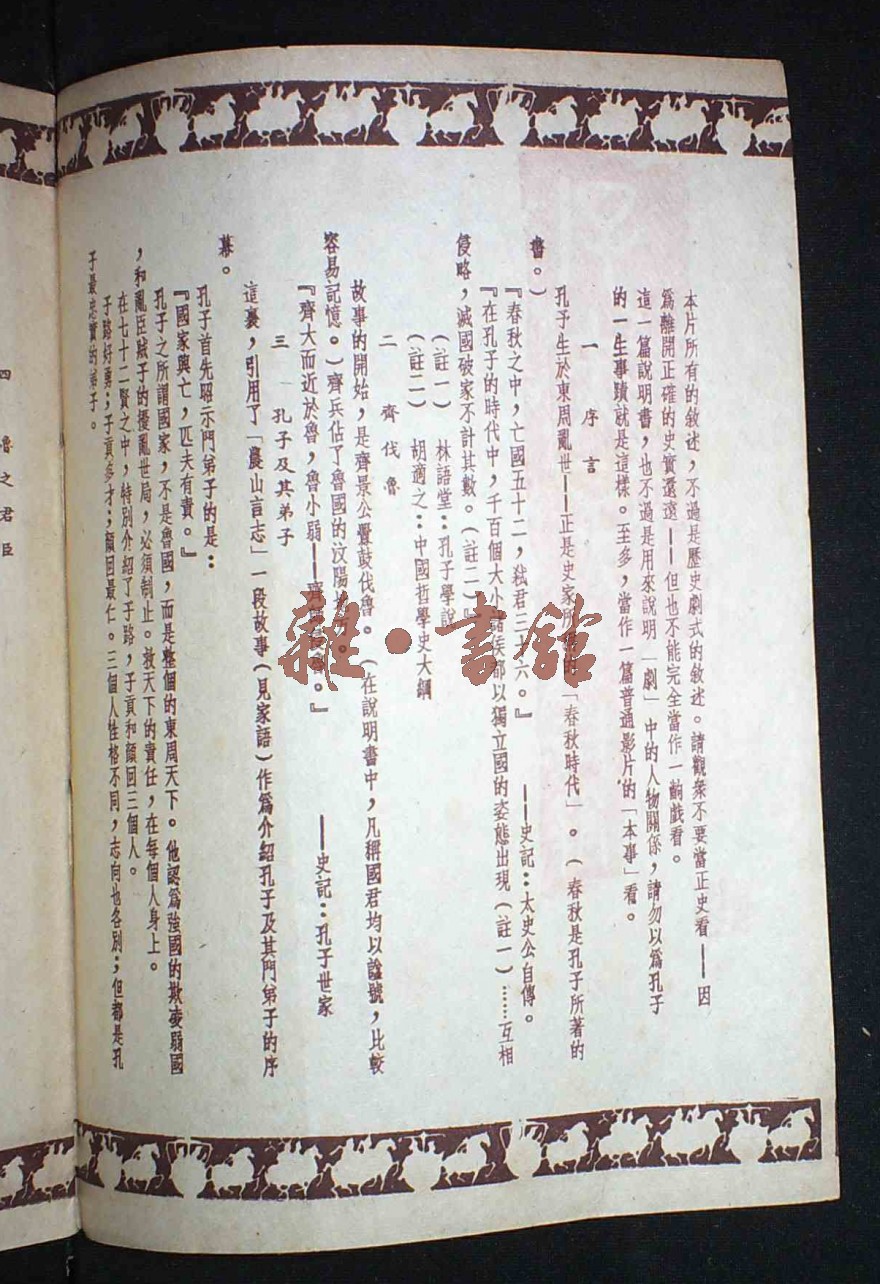 本片所有的敘述，不過是歷史劇式的敘述。請觀衆不要當正史看——因
爲離開正確的史實還遠——但也不能完全當作一齣戲看。
這一篇說明書，也不過是用來說明「劇」中的人物關係，請勿以爲孔子
的一生事蹟就是這樣。至多，當作一篇普通影片的「本事」看。
一　序言
孔子生於東周亂世——正是史家所稱的「春秋時代」。（春秋是孔子所著的
書。）
『春秋之中，亡國五十二，弑君三十六。』——史記：太史公自傳。
『在孔子的時代中，千百個大小諸侯都以獨立國的姿態出現（註一）……互相
侵略，滅國破家不計其數。（註二）』
（註一）　林語堂：孔子學說
（註二）　胡適之：中國哲學史大綱
二　齊伐魯
故事的開始，是齊景公釁鼓伐魯。（在說明書中，凡稱國君均以諡號，比較
容易記憶。）齊兵佔了魯國的汶陽地方。
『齊大而近於魯，魯小弱——齊師侵魯。』——史記：孔子世家
三　孔子及其弟子
這裏，引用了「農山言志」一段故事（見家語）作爲介紹孔子及其門弟子的序
幕。
孔子首先昭示門弟子的是：
『國家興亡，匹夫有責。』
孔子之所謂國家，不是魯國，而是整個的東周天下。他認爲強國的欺凌弱國
，和亂臣賊子的擾亂世局，必須制止。救天下的責任，在每個人身上。
在七十二賢之中，特別介紹了子路，子貢和顏回三個人。
子路好勇；子貢多才；顏回最仁。三個人性格不同，志向也各別；但都是孔
子最忠實的弟子。
四　魯之君臣
雜·書館